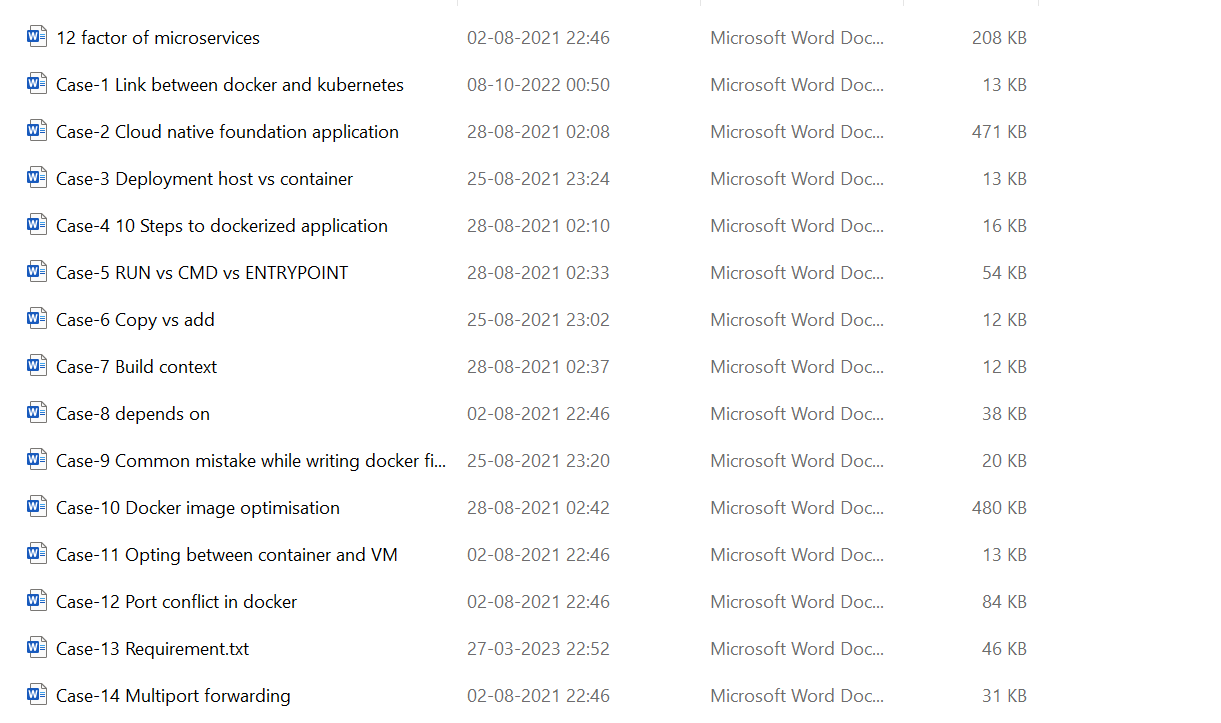 12 factor of microservices 02-08-2021 22:46 Microsoft Word Doc... 208 KB
Case-1 Link between docker and kubernetes 08-10-2022 00:50 Microsoft Word Doc... 13 KB
Case-2 Cloud native foundation application 28-08-2021 02:08 Microsoft Word Doc... 471 KB
Case-3 Deployment host vs container 25-08-2021 23:24 Microsoft Word Doc... 13 KB
Case-4 10 Steps to dockerized application 28-08-2021 02:10 Microsoft Word Doc... 16 KB
Case-5 RUN vs CMD vs ENTRYPOINT 28-08-2021 02:33 Microsoft Word Doc... 54 KB
Case-6 Copy vs add 25-08-2021 23:02 Microsoft Word Doc... 12 KB
Case-7 Build context 28-08-2021 02:37 Microsoft Word Doc... 12 KB
Case-8 depends on 02-08-2021 22:46 Microsoft Word Doc... 38 KB
Case-9 Common mistake while writing docker fi... 25-08-2021 23:20 Microsoft Word Doc... 20 KB
Case-10 Docker image optimisation 28-08-2021 02:42 Microsoft Word Doc... 480 KB
Case-11 Opting between container and VM 02-08-2021 22:46 Microsoft Word Doc... 13 KB
Case-12 Port conflict in docker 02-08-2021 22:46 Microsoft Word Doc... 84 KB
Case-13 Requirement.txt 27-03-2023 22:52 Microsoft Word Doc... 46 KB
Case-14 Multiport forwarding 02-08-2021 22:46 Microsoft Word Doc... 31 KB